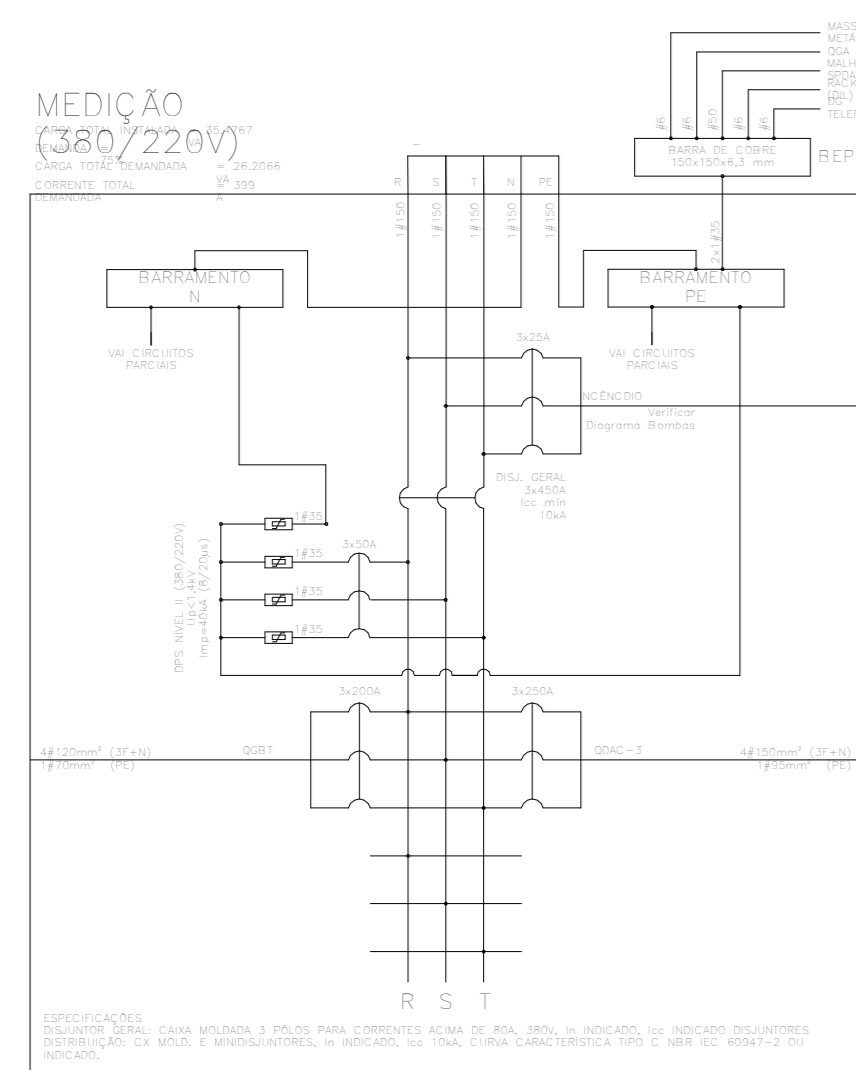 MEDIÇÃO
(380/220V)
CARGA TOTAL INSTALADA = 35.4767
VA
DEMANDA =
75%
CARGA TOTAL DEMANDADA = 26.2066
VA
CORRENTE TOTAL = 399
DEMANDADA A
MASS
METÁ
QGA
MALH
SPDA
RACK
(DIL)
DG
TELEF
#6
#6
#50
#6
#6
BARRA DE COBRE
150x150x6,3 mm
BEP
2x1#35
R S T N PE
1#150
1#150
1#150
1#150
1#150
BARRAMENTO
N
BARRAMENTO
PE
VAI CIRCUITOS
PARCIAIS
VAI CIRCUITOS
PARCIAIS
3x25A
NCÊNCDIO
Verificar
Diagrama Bombas
DISJ. GERAL
3x450A
Icc mín
10kA
DPS NÍVEL II (380/220V)
Up<1,4kV
Imp=40kA (8/20µs)
1#35
1#35
1#35
1#35
3x50A
3x200A
3x250A
QGBT
QDAC-3
4#120mm² (3F+N)
1#70mm² (PE)
4#150mm² (3F+N)
1#95mm² (PE)
R S T
ESPECIFICAÇÕES
DISJUNTOR GERAL: CAIXA MOLDADA 3 PÓLOS PARA CORRENTES ACIMA DE 80A, 380V, In INDICADO, Icc INDICADO DISJUNTORES
DISTRIBUIÇÃO: CX MOLD. E MINIDISJUNTORES, In INDICADO, Icc 10kA, CURVA CARACTERÍSTICA TIPO C NBR IEC 60947-2 OU
INDICADO.